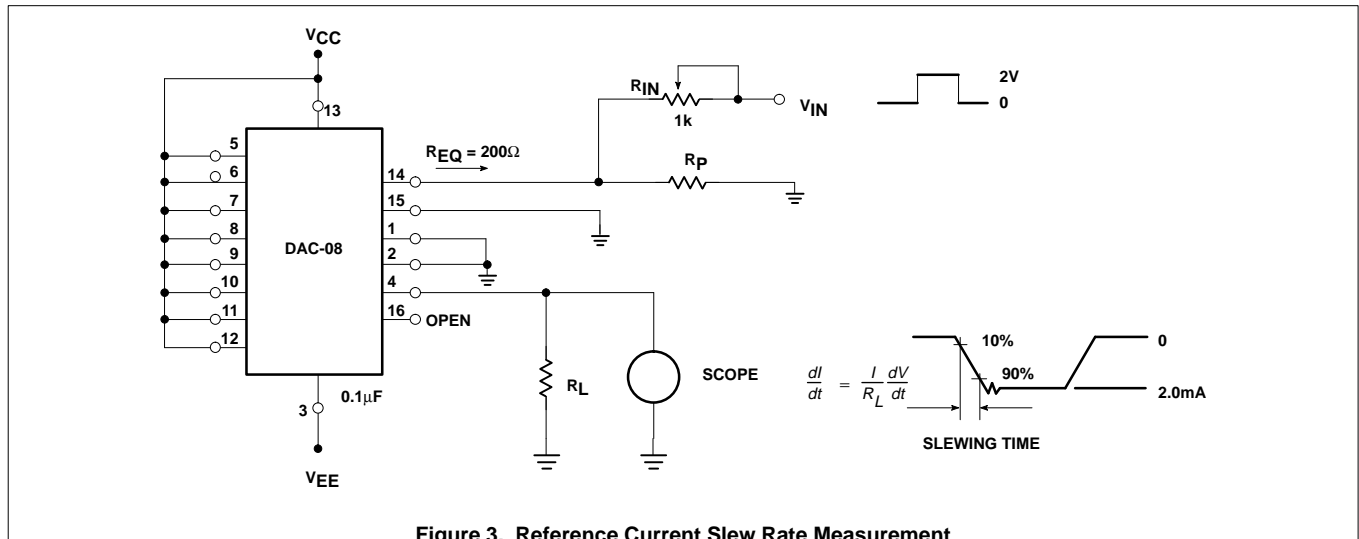 VCC
13
5
6
7
8
9
10
11
12
14
15
1
2
4
16
OPEN
DAC-08
3
0.1µF
VEE
REQ = 200Ω
RIN
1k
VIN
RP
RL
SCOPE
2V
0
10%
90%
0
2.0mA
dI/dt = I/RL dV/dt
SLEWING TIME
Figure 3. Reference Current Slew Rate Measurement